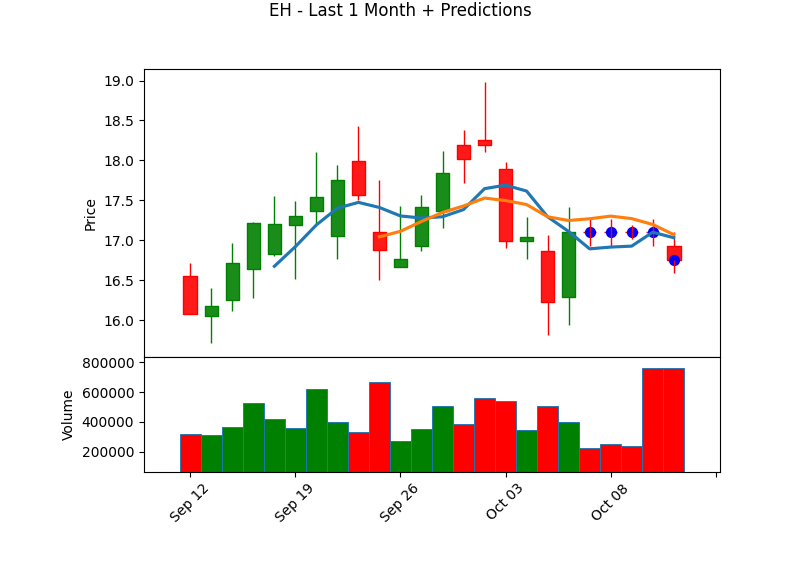 EH - Last 1 Month + Predictions
19.0
18.5
18.0
17.5
17.0
16.5
16.0
Price
800000
600000
400000
200000
Volume
Sep 12
Sep 19
Sep 26
Oct 03
Oct 08